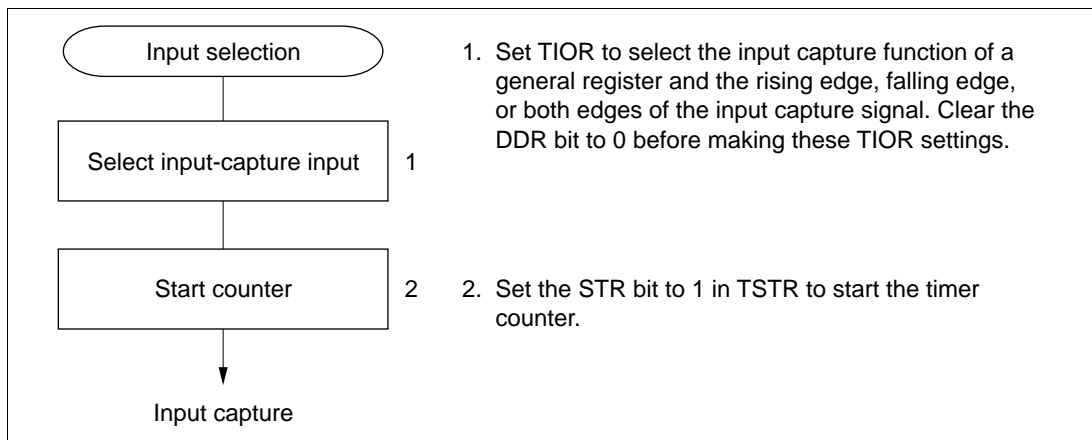 Input selection
1. Set TIOR to select the input capture function of a
general register and the rising edge, falling edge,
or both edges of the input capture signal. Clear the
DDR bit to 0 before making these TIOR settings.
Select input-capture input 1
Start counter 2
2. Set the STR bit to 1 in TSTR to start the timer
counter.
Input capture